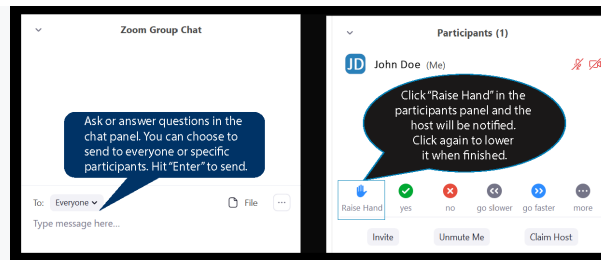 Zoom Group Chat
Ask or answer questions in the
chat panel. You can choose to
send to everyone or specific
participants. Hit "Enter" to send.
To: Everyone
File
...
Type message here...
Participants (1)
JD John Doe (Me)
Click "Raise Hand" in the
participants panel and the
host will be notified.
Click again to lower
it when finished.
Raise Hand yes no go slower go faster more
Invite Unmute Me Claim Host